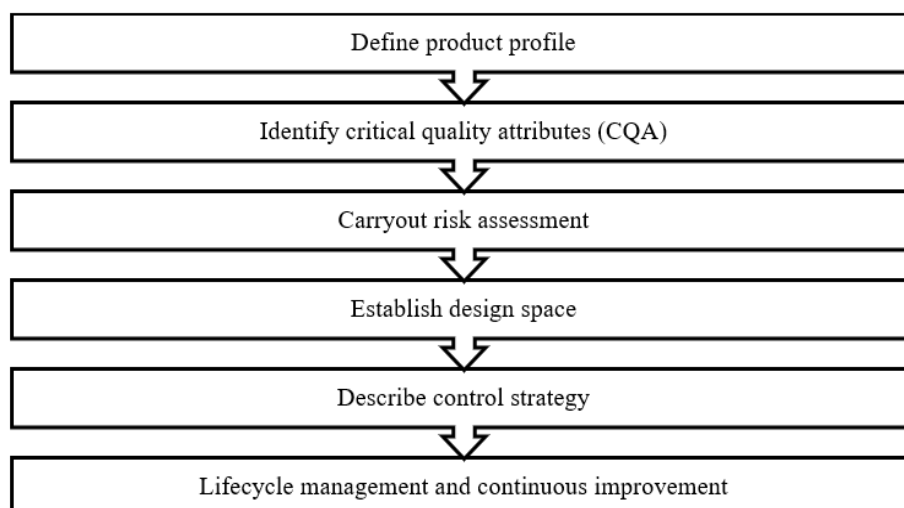 Define product profile
Identify critical quality attributes (CQA)
Carryout risk assessment
Establish design space
Describe control strategy
Lifecycle management and continuous improvement